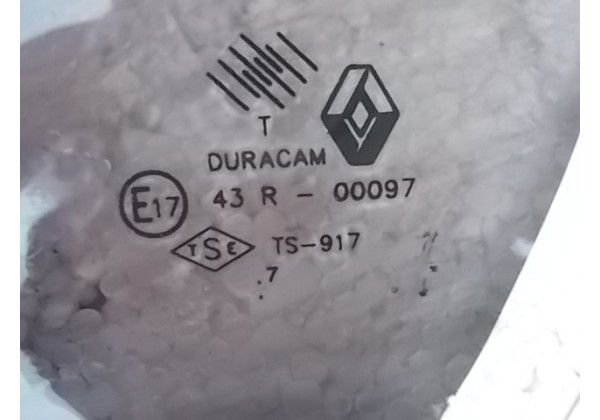 T
DURACAM
E17 43 R - 00097
TSE TS-917
.7